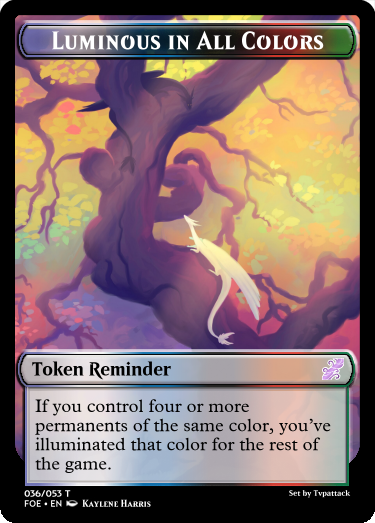 Luminous in All Colors
Token Reminder
If you control four or more
permanents of the same color, you've
illuminated that color for the rest of
the game.
036/053 T
Set by Tvpattack
FOE • EN Kaylene Harris